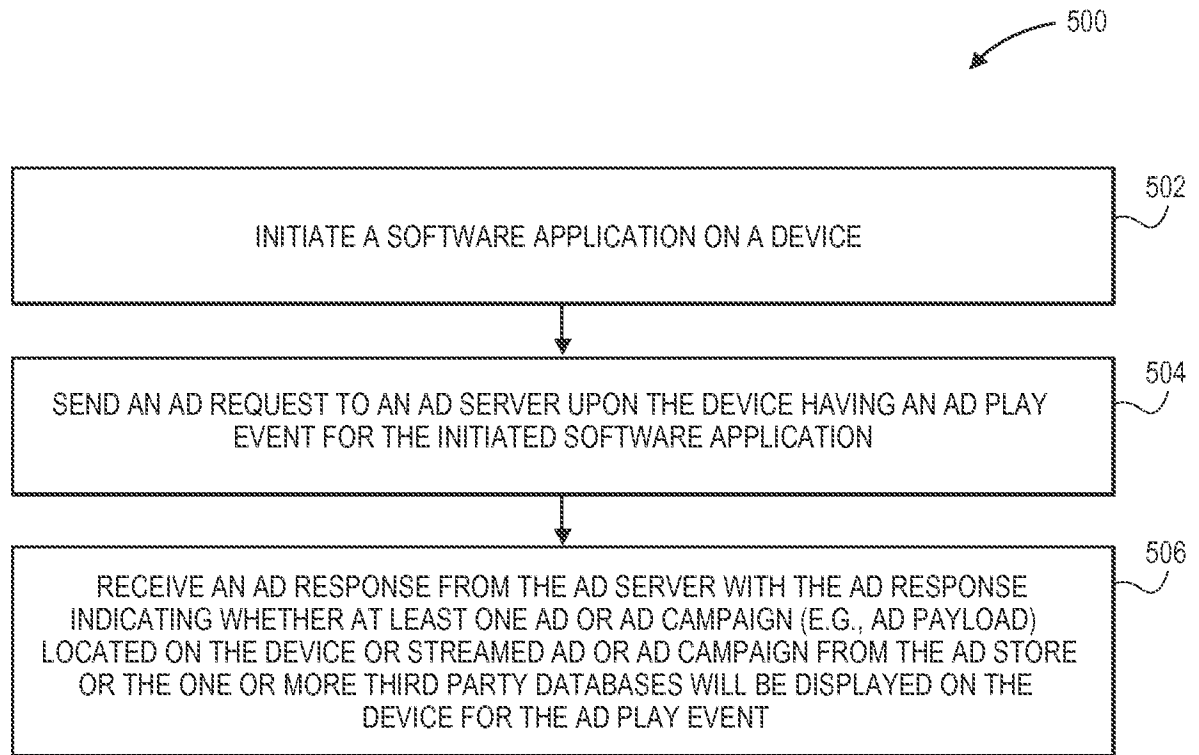 500
502
INITIATE A SOFTWARE APPLICATION ON A DEVICE
504
SEND AN AD REQUEST TO AN AD SERVER UPON THE DEVICE HAVING AN AD PLAY
EVENT FOR THE INITIATED SOFTWARE APPLICATION
506
RECEIVE AN AD RESPONSE FROM THE AD SERVER WITH THE AD RESPONSE
INDICATING WHETHER AT LEAST ONE AD OR AD CAMPAIGN (E.G., AD PAYLOAD)
LOCATED ON THE DEVICE OR STREAMED AD OR AD CAMPAIGN FROM THE AD STORE
OR THE ONE OR MORE THIRD PARTY DATABASES WILL BE DISPLAYED ON THE
DEVICE FOR THE AD PLAY EVENT